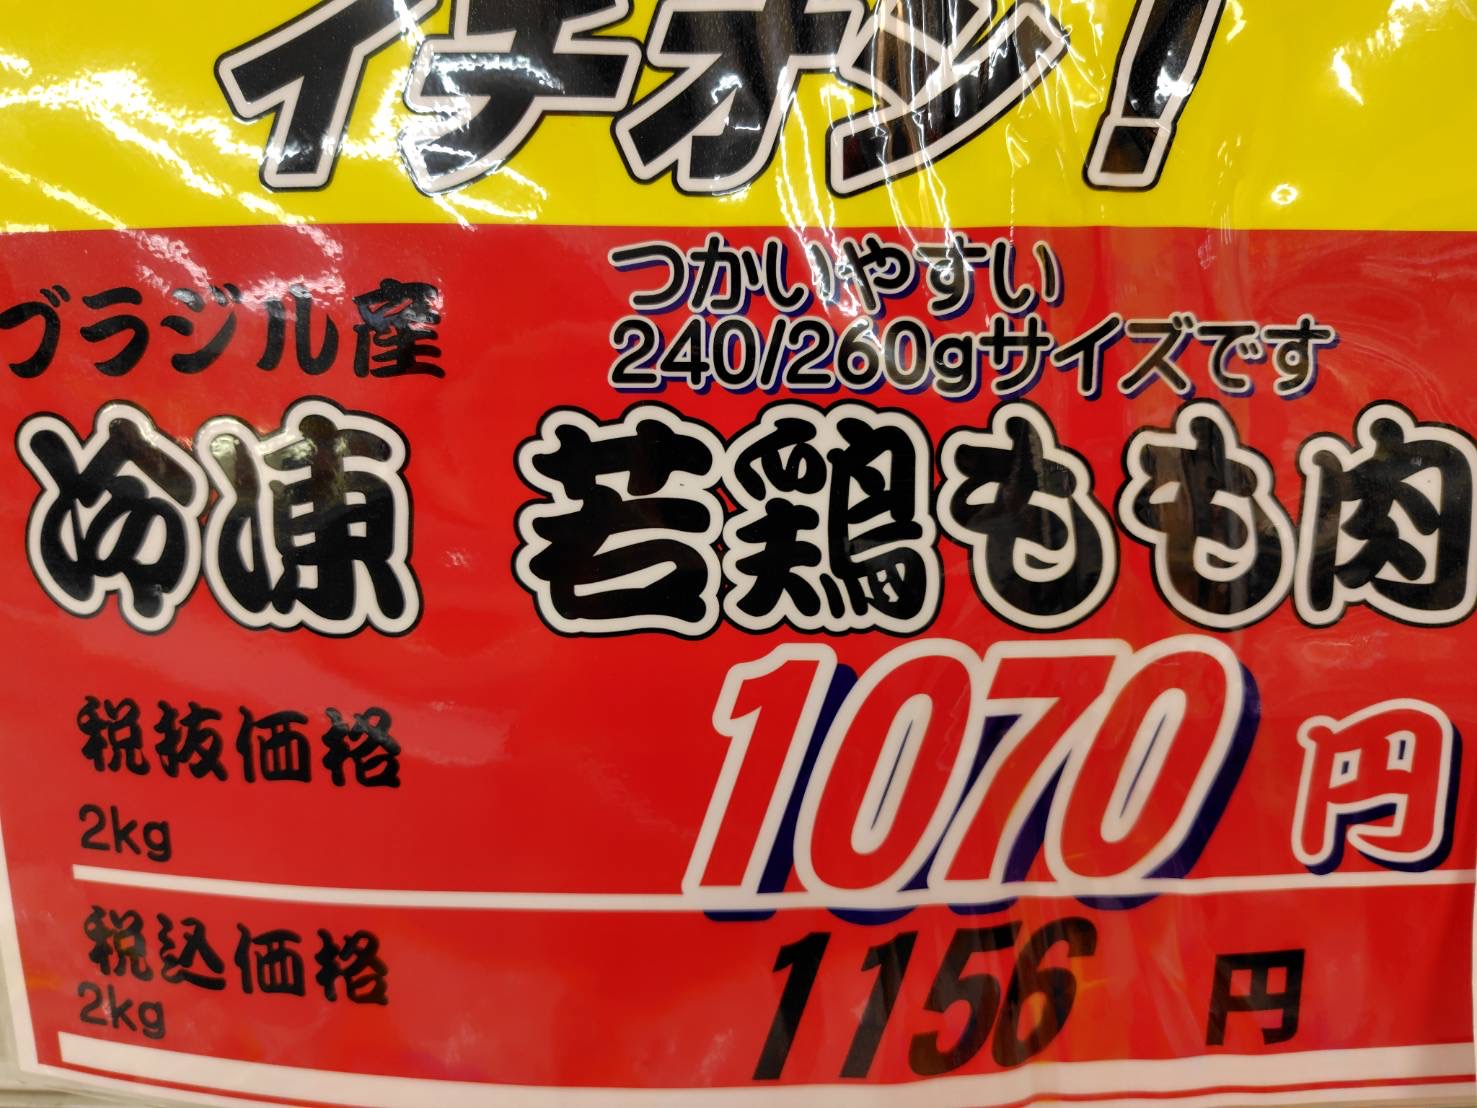 イチオシ!
ブラジル産
つかいやすい
240/260gサイズです
冷凍 若鶏もも肉
税抜価格
2kg
1070円
税込価格
2kg
1156円